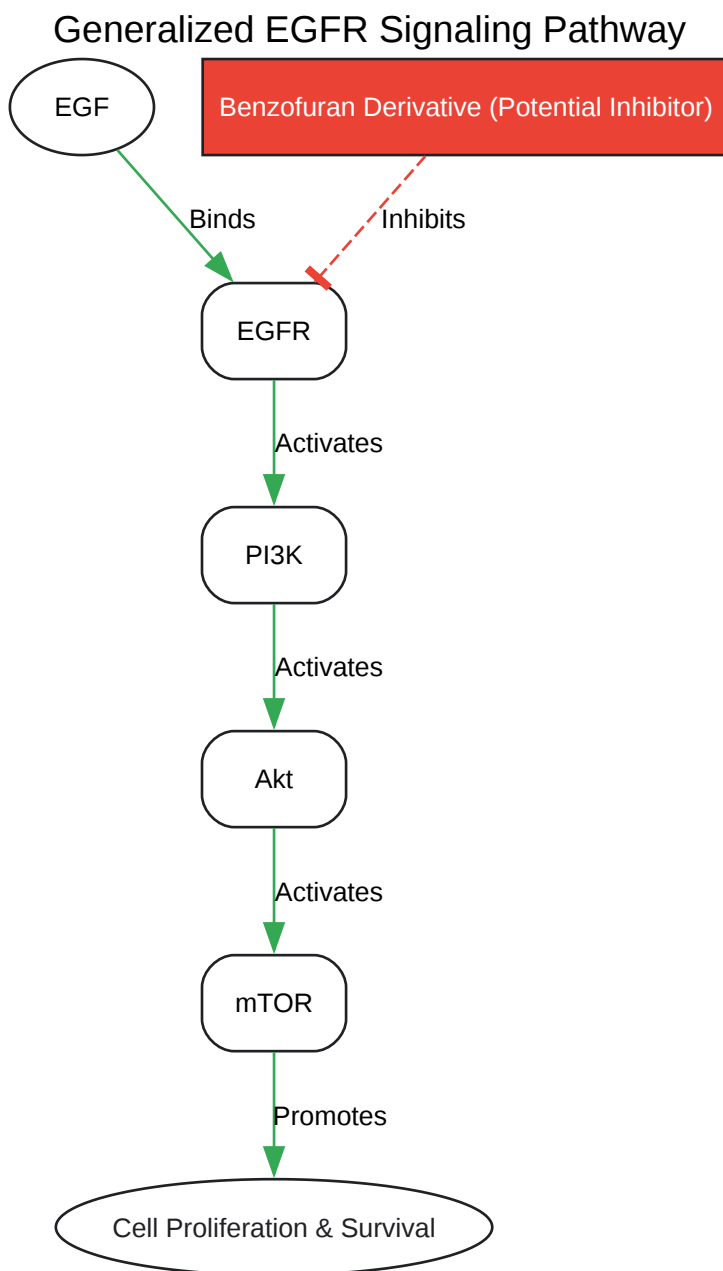 Generalized EGFR Signaling Pathway
EGF
Benzofuran Derivative (Potential Inhibitor)
Binds
Inhibits
EGFR
Activates
PI3K
Activates
Akt
Activates
mTOR
Promotes
Cell Proliferation & Survival